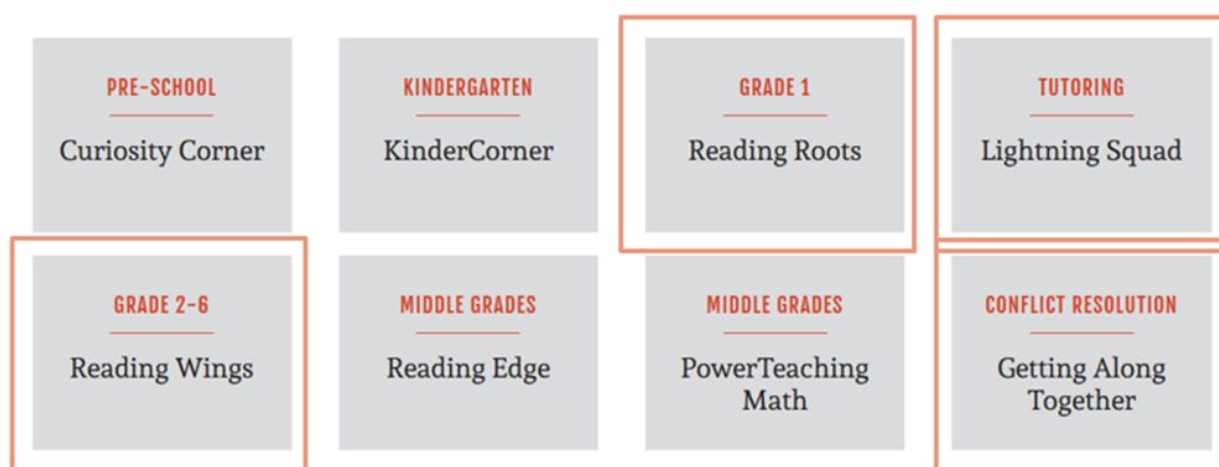 PRE-SCHOOL
Curiosity Corner
KINDERGARTEN
KinderCorner
GRADE 1
Reading Roots
TUTORING
Lightning Squad
GRADE 2-6
Reading Wings
MIDDLE GRADES
Reading Edge
MIDDLE GRADES
PowerTeaching
Math
CONFLICT RESOLUTION
Getting Along
Together